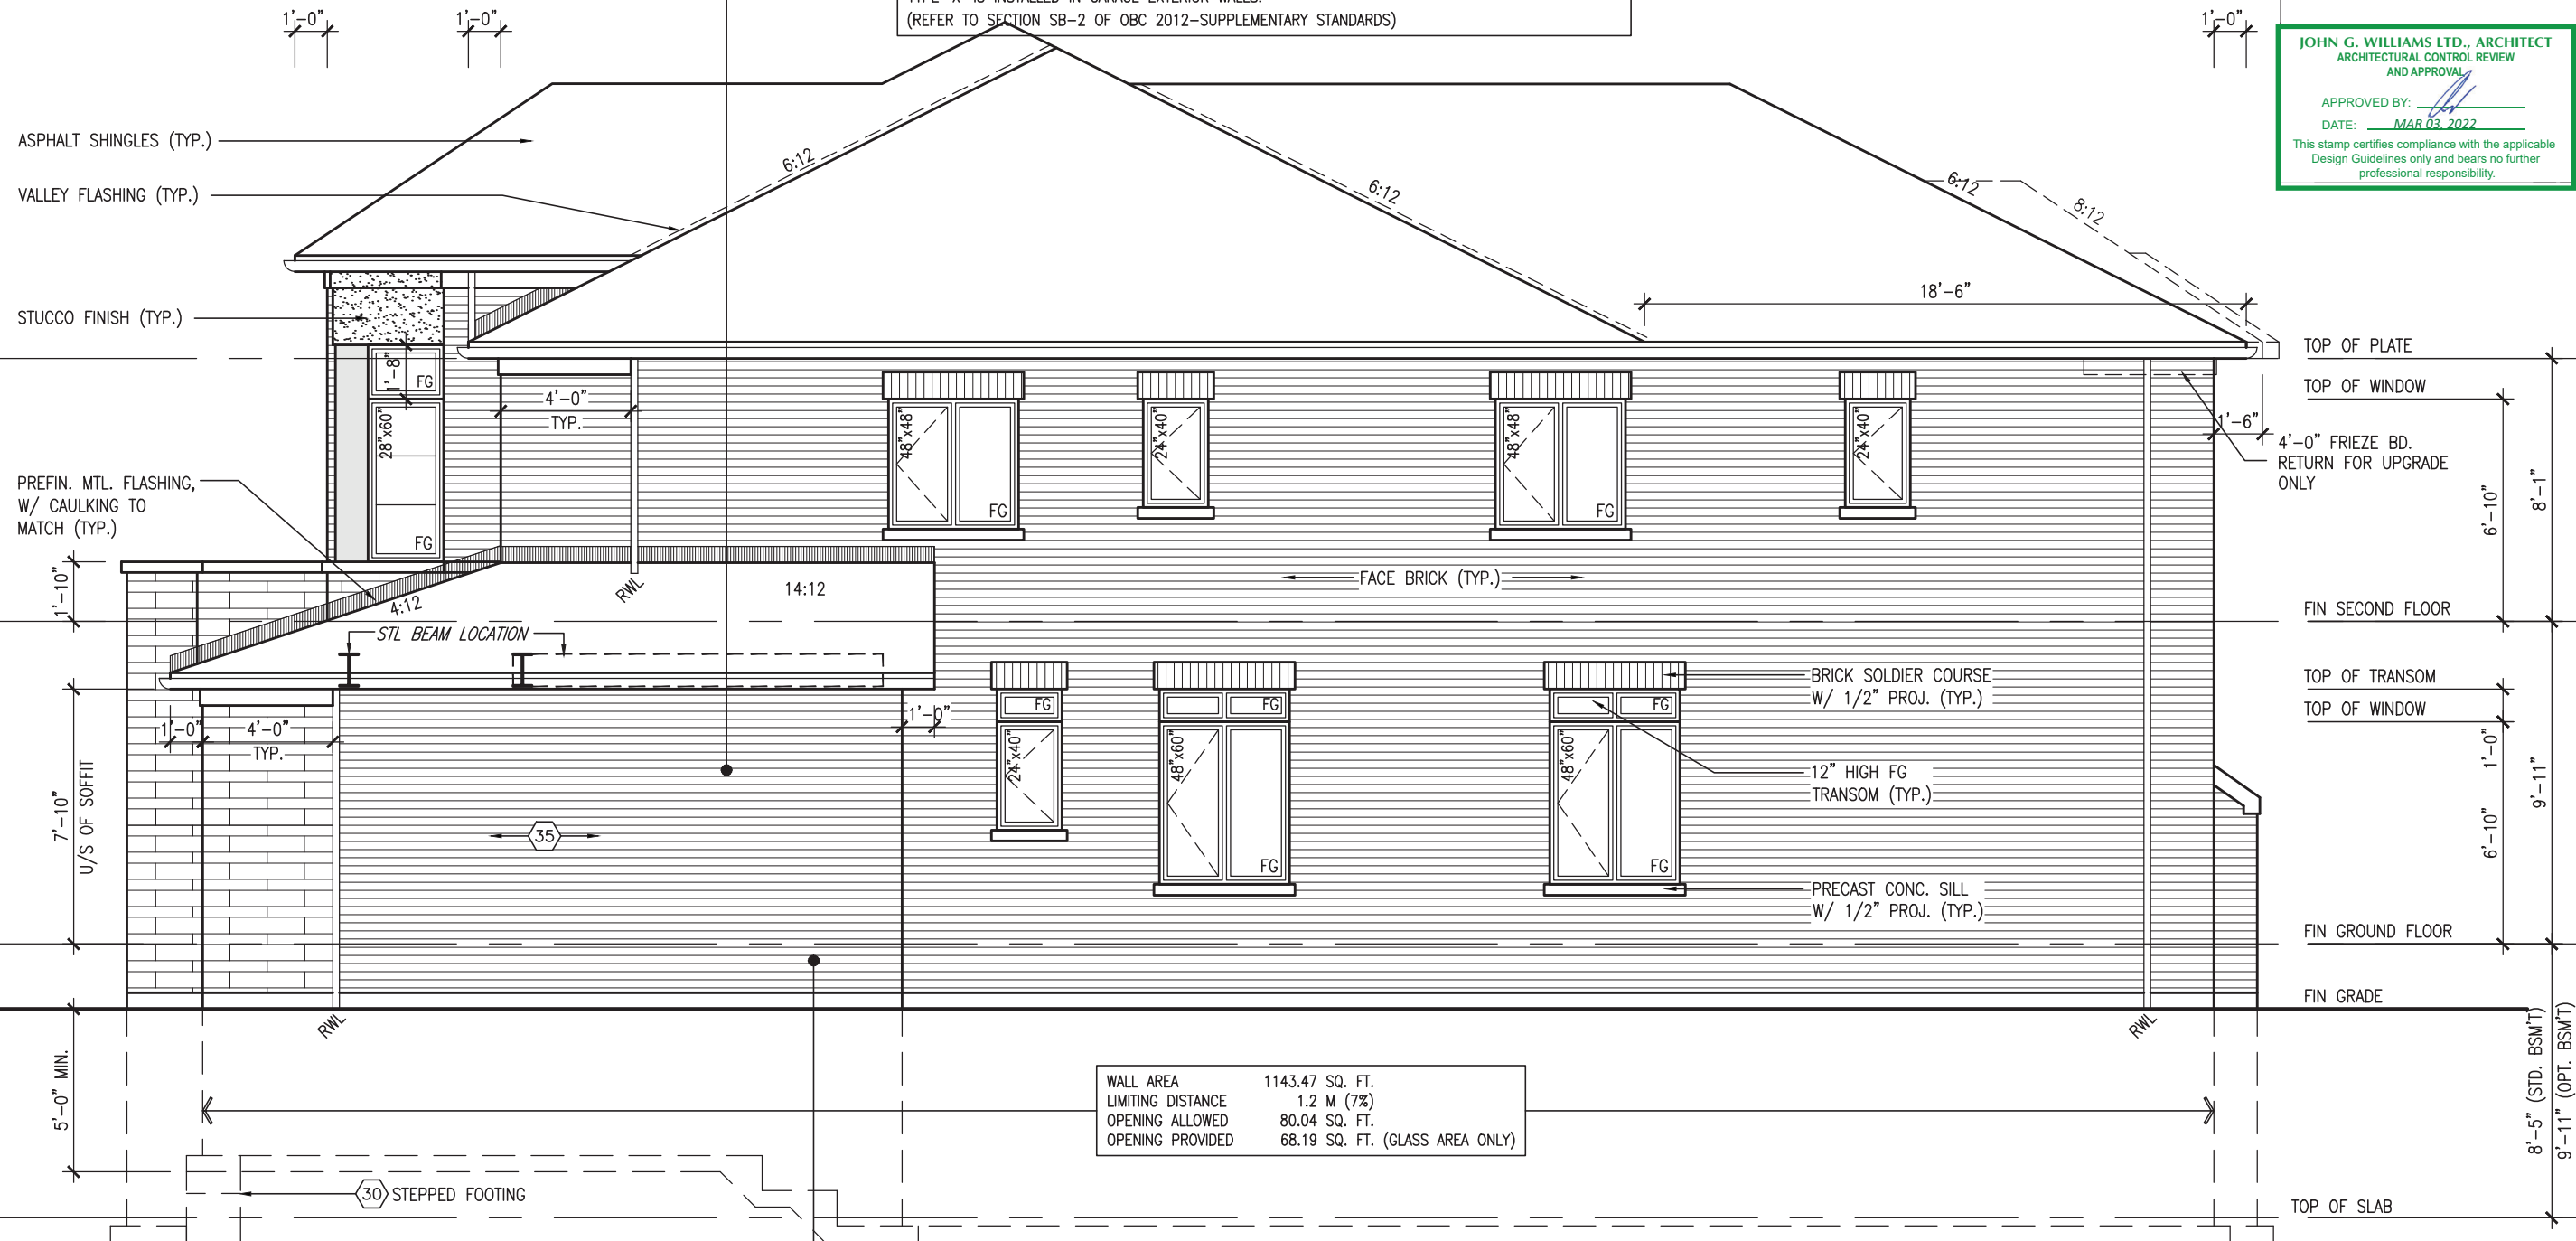 (REFER TO SECTION SB-2 OF OBC 2012-SUPPLEMENTARY STANDARDS)
1'-0"
1'-0"
1'-0"
JOHN G. WILLIAMS LTD., ARCHITECT
ARCHITECTURAL CONTROL REVIEW
AND APPROVAL
APPROVED BY:
DATE: MAR 03, 2022
This stamp certifies compliance with the applicable
Design Guidelines only and bears no further
professional responsibility.
ASPHALT SHINGLES (TYP.)
VALLEY FLASHING (TYP.)
6:12
6:12
6:12
8:12
18'-6"
STUCCO FINISH (TYP.)
1'-8"
FG
28"x60"
FG
4'-0"
TYP.
48"x48"
FG
24"x40"
48"x48"
FG
24"x40"
TOP OF PLATE
TOP OF WINDOW
1'-6"
4'-0" FRIEZE BD.
RETURN FOR UPGRADE
ONLY
6'-10"
8'-1"
PREFIN. MTL. FLASHING,
W/ CAULKING TO
MATCH (TYP.)
1'-10"
4:12
RWL
14:12
FACE BRICK (TYP.)
STL BEAM LOCATION
FIN SECOND FLOOR
TOP OF TRANSOM
TOP OF WINDOW
BRICK SOLDIER COURSE
W/ 1/2" PROJ. (TYP.)
1'-0"
4'-0"
TYP.
1'-0"
FG
24"x40"
FG
48"x60"
FG
FG
48"x60"
FG
12" HIGH FG
TRANSOM (TYP.)
1'-0"
6'-10"
9'-11"
7'-10"
U/S OF SOFFIT
35
PRECAST CONC. SILL
W/ 1/2" PROJ. (TYP.)
FIN GROUND FLOOR
FIN GRADE
RWL
RWL
5'-0" MIN.
WALL AREA 1143.47 SQ. FT.
LIMITING DISTANCE 1.2 M (7%)
OPENING ALLOWED 80.04 SQ. FT.
OPENING PROVIDED 68.19 SQ. FT. (GLASS AREA ONLY)
8'-5" (STD. BSM'T)
9'-11" (OPT. BSM'T)
30 STEPPED FOOTING
TOP OF SLAB